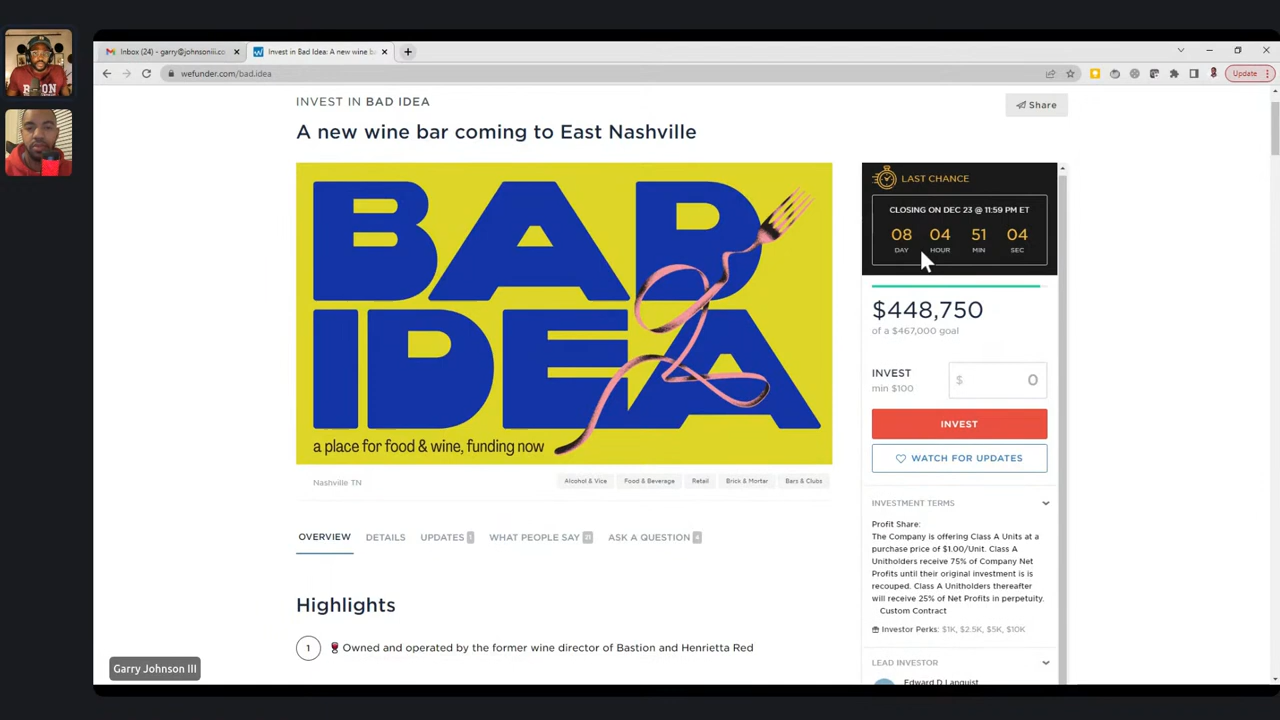 Inbox (24) - garry@johnsoniii.co
Invest in Bad Idea: A new wine b
Update
wefunder.com/bad.idea
INVEST IN BAD IDEA
Share
A new wine bar coming to East Nashville
BAD
IDEA
a place for food & wine, funding now
LAST CHANCE
CLOSING ON DEC 23 @ 11:59 PM ET
08 04 51 04
DAY HOUR MIN SEC
$448,750
of a $467,000 goal
INVEST
min $100
$ 0
INVEST
WATCH FOR UPDATES
Nashville TN
Alcohol & Vice Food & Beverage Retail Brick & Mortar Bars & Clubs
INVESTMENT TERMS
Profit Share:
The Company is offering Class A Units at a
purchase price of $1.00/Unit. Class A
Unitholders receive 75% of Company Net
Profits until their original investment is is
recouped. Class A Unitholders thereafter
will receive 25% of Net Profits in perpetuity.
Custom Contract
Investor Perks: $1K, $2.5K, $5K, $10K
LEAD INVESTOR
Edward D Lanquist
OVERVIEW DETAILS UPDATES 1 WHAT PEOPLE SAY 21 ASK A QUESTION 4
Highlights
1 Owned and operated by the former wine director of Bastion and Henrietta Red
Garry Johnson III